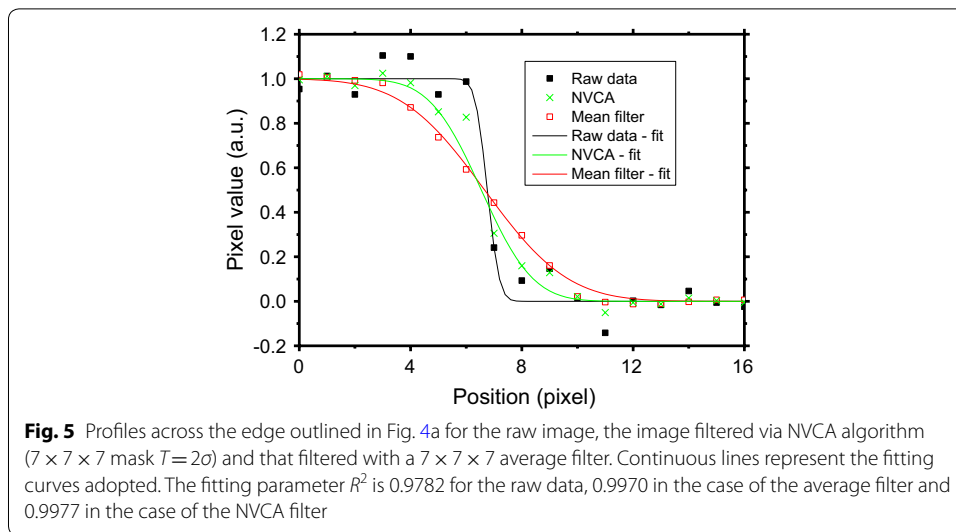 1.2
1.0
0.8
0.6
0.4
0.2
0.0
-0.2
Pixel value (a.u.)
Raw data
NVCA
Mean filter
Raw data - fit
NVCA - fit
Mean filter - fit
0 4 8 12 16
Position (pixel)
Fig. 5 Profiles across the edge outlined in Fig. 4a for the raw image, the image filtered via NVCA algorithm
(7 × 7 × 7 mask T = 2σ) and that filtered with a 7 × 7 × 7 average filter. Continuous lines represent the fitting
curves adopted. The fitting parameter R² is 0.9782 for the raw data, 0.9970 in the case of the average filter and
0.9977 in the case of the NVCA filter